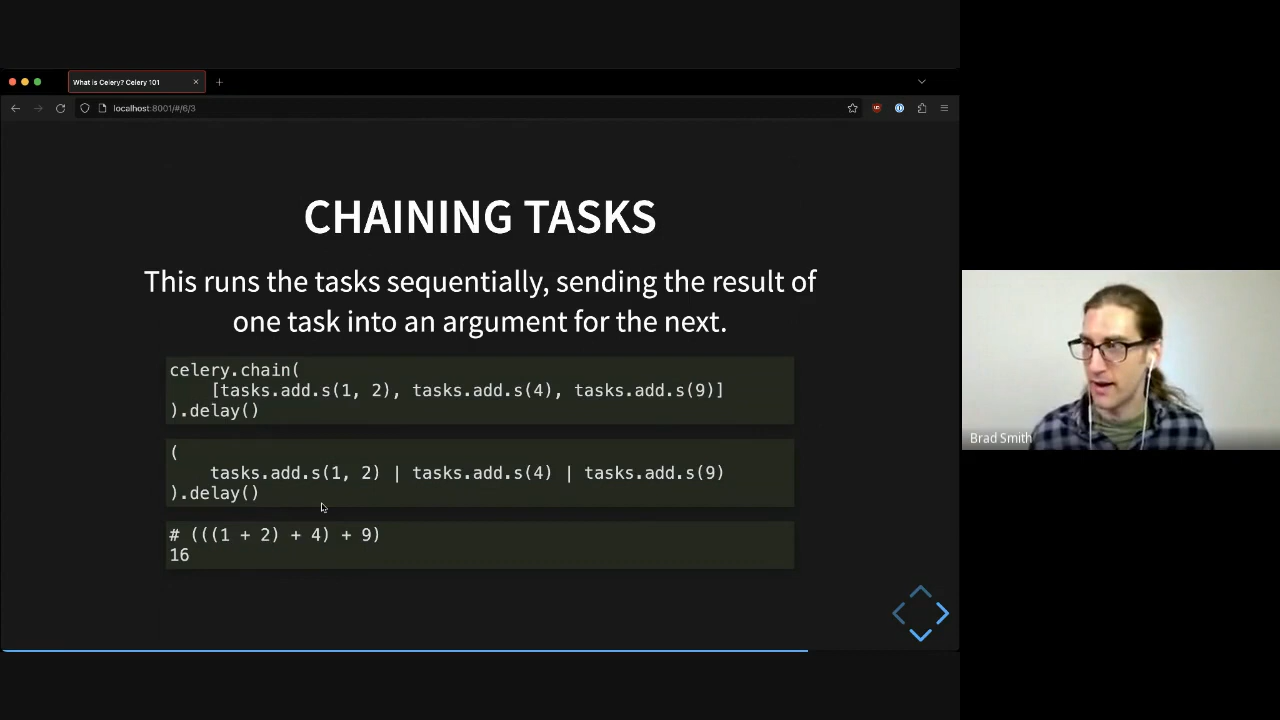 What is Celery? Celery 101
localhost:8001/#/6/3
CHAINING TASKS
This runs the tasks sequentially, sending the result of
one task into an argument for the next.
celery.chain(
    [tasks.add.s(1, 2), tasks.add.s(4), tasks.add.s(9)]
).delay()
(
    tasks.add.s(1, 2) | tasks.add.s(4) | tasks.add.s(9)
).delay()
# (((1 + 2) + 4) + 9)
16
Brad Smith